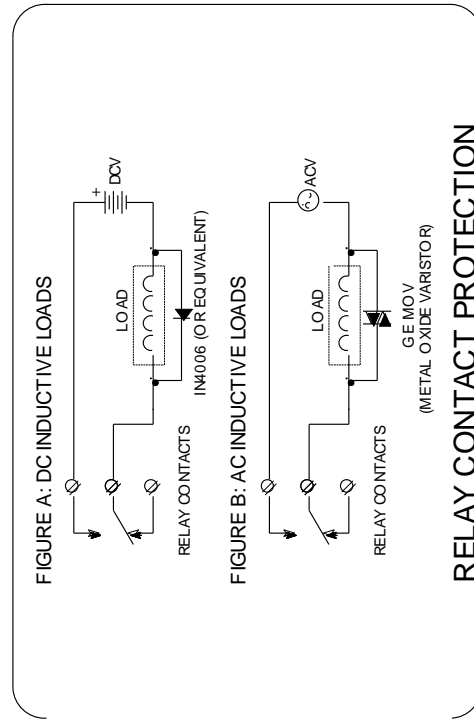 FIGURE A: DC INDUCTIVE LOADS
+
DCV
LOAD
IN4006 (OR EQUIVALENT)
RELAY CONTACTS
FIGURE B: AC INDUCTIVE LOADS
ACV
LOAD
RELAY CONTACTS
GE MOV
(METAL OXIDE VARISTOR)
RELAY CONTACT PROTECTION